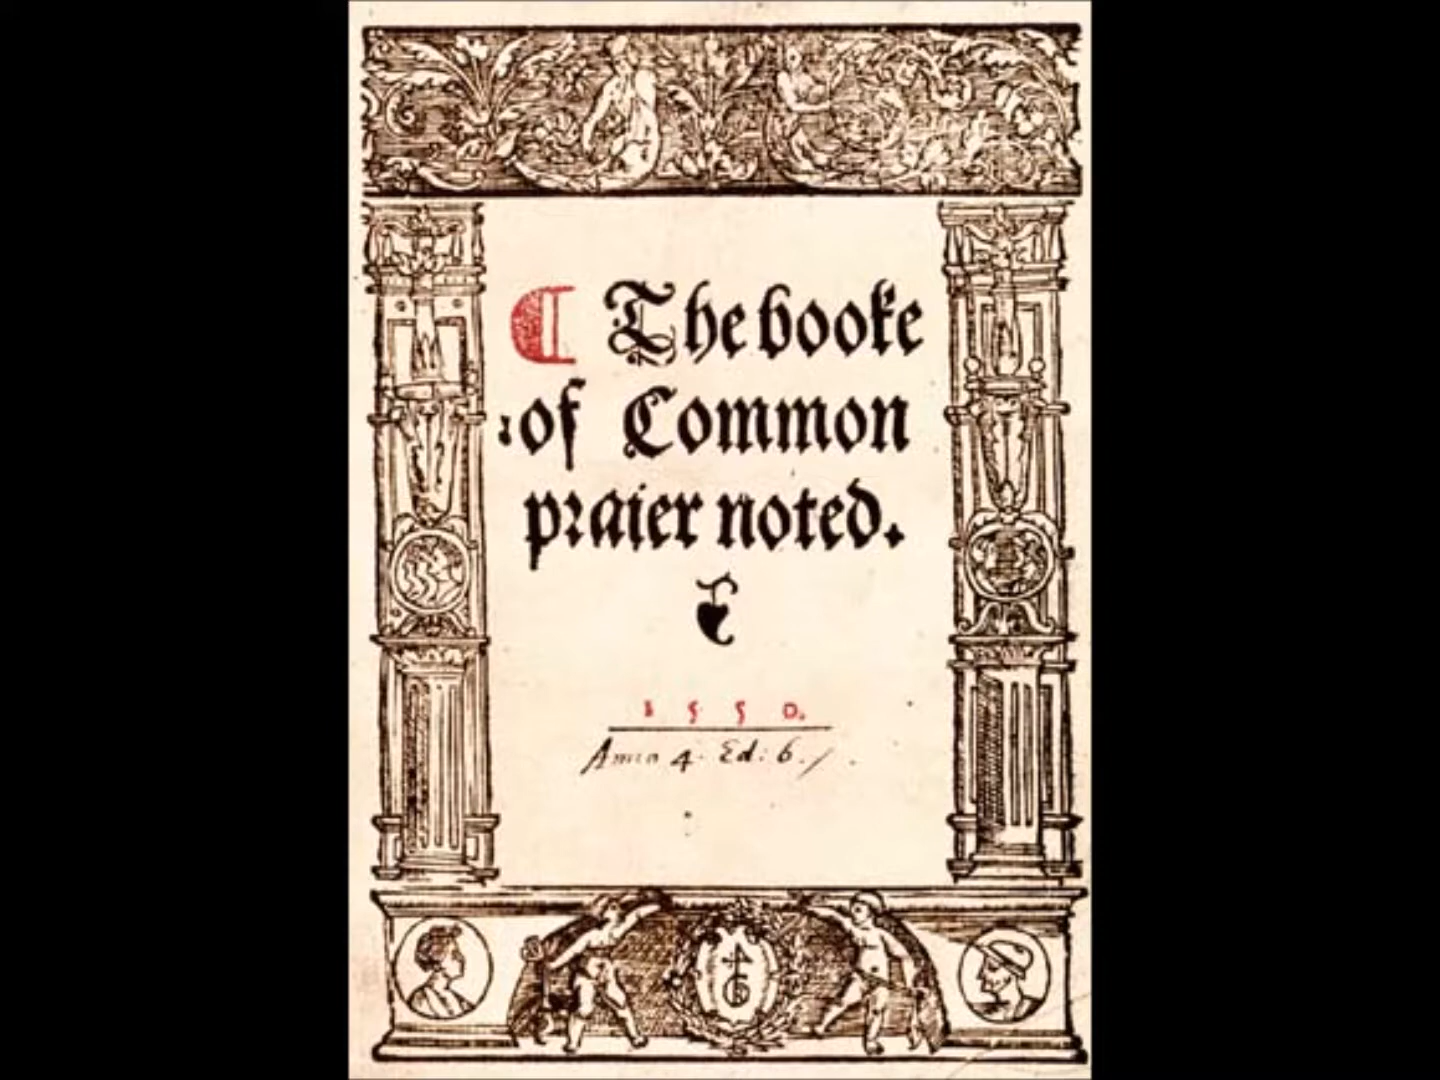 ¶ The booke
:of Common
praier noted.
1550.
Anno 4. Ed: 6. /